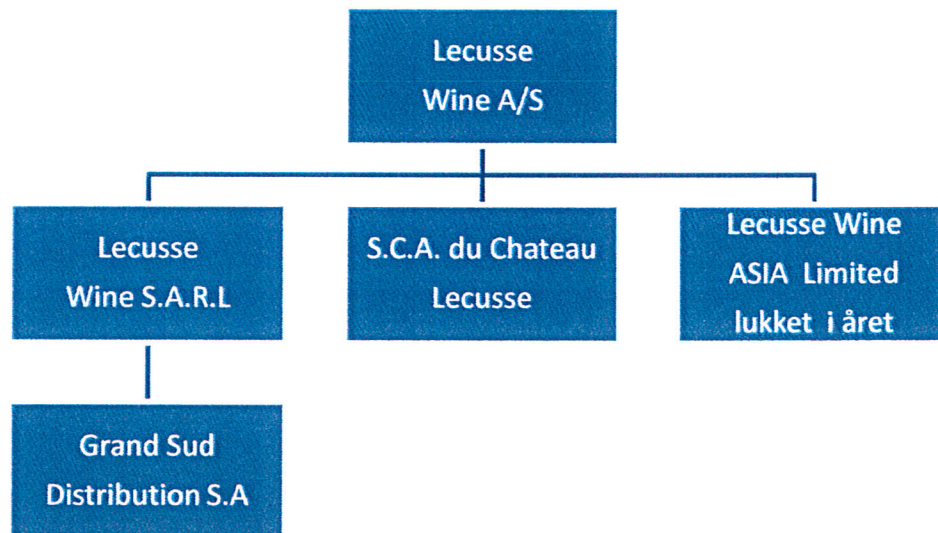 Lecusse
Wine A/S
Lecusse
Wine S.A.R.L
S.C.A. du Chateau
Lecusse
Lecusse Wine
ASIA Limited
lukket i året
Grand Sud
Distribution S.A